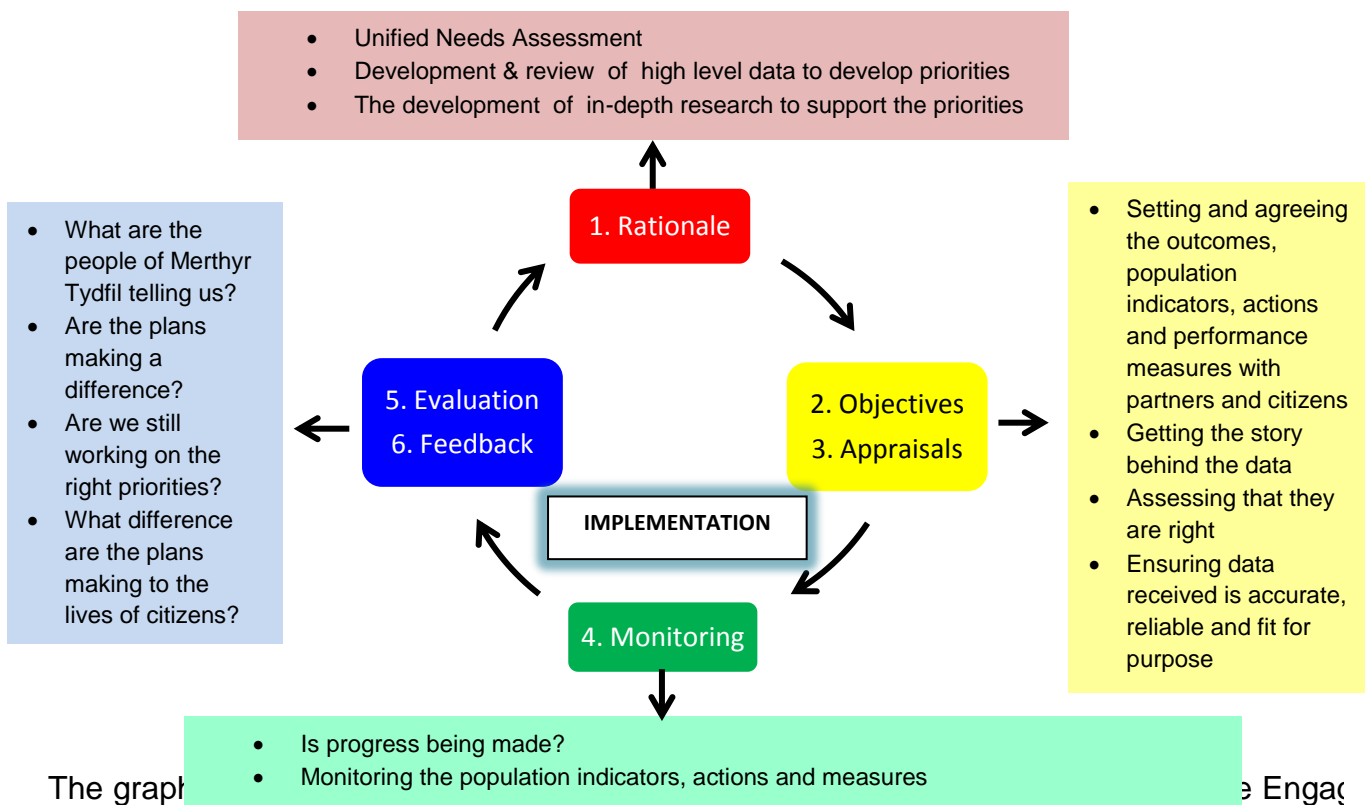 • Unified Needs Assessment
• Development & review of high level data to develop priorities
• The development of in-depth research to support the priorities
1. Rationale
• What are the
people of Merthyr
Tydfil telling us?
• Are the plans
making a
difference?
• Are we still
working on the
right priorities?
• What difference
are the plans
making to the
lives of citizens?
5. Evaluation
6. Feedback
2. Objectives
3. Appraisals
• Setting and agreeing
the outcomes,
population
indicators, actions
and performance
measures with
partners and citizens
• Getting the story
behind the data
• Assessing that they
are right
• Ensuring data
received is accurate,
reliable and fit for
purpose
IMPLEMENTATION
4. Monitoring
• Is progress being made?
• Monitoring the population indicators, actions and measures
The